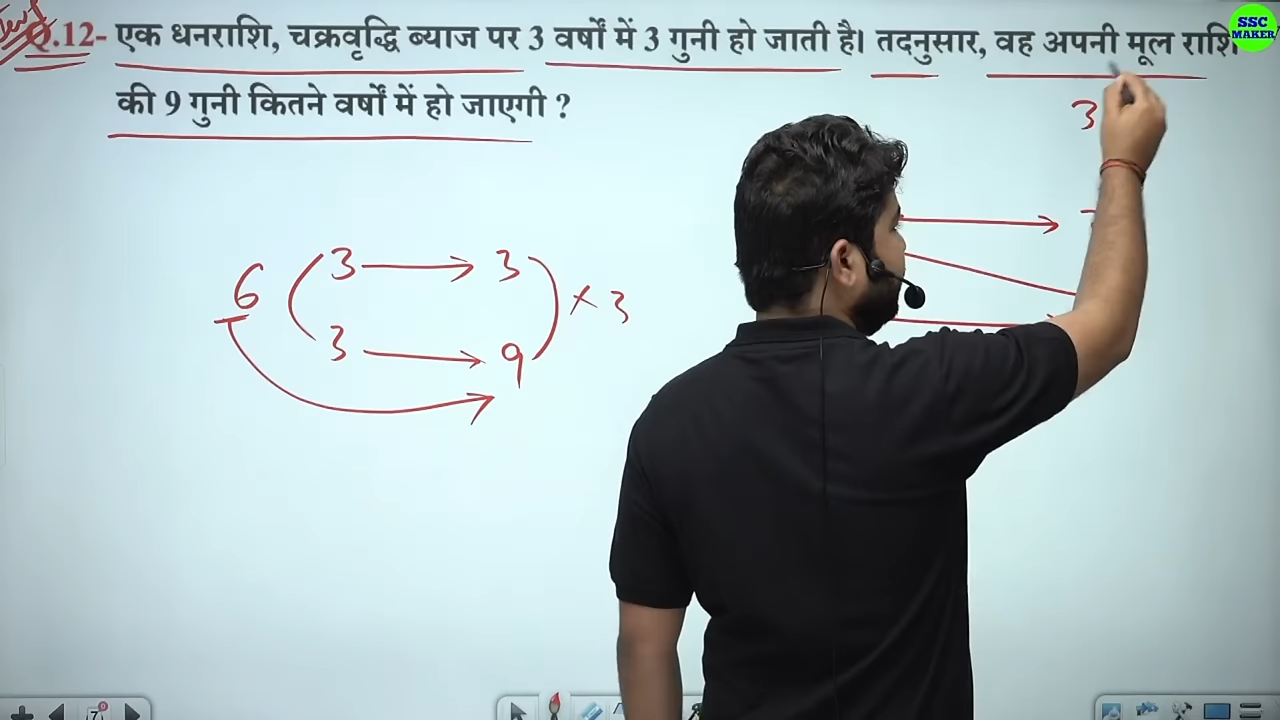 Q.12- एक धनराशि, चक्रवृद्धि ब्याज पर 3 वर्षों में 3 गुनी हो जाती है। तदनुसार, वह अपनी मूल राशि
की 9 गुनी कितने वर्षों में हो जाएगी ?
SSC
MAKER
3
6 ( 3 → 3 ) × 3
3 → 9